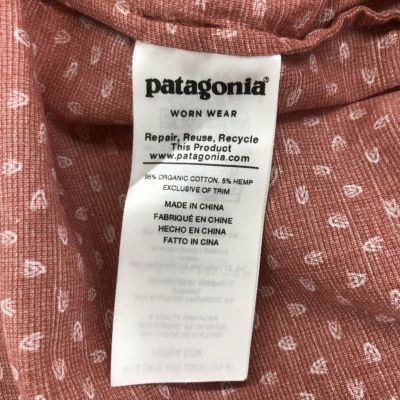 patagonia®
WORN WEAR
Repair, Reuse, Recycle
This Product
www.patagonia.com
95% ORGANIC COTTON, 5% HEMP
EXCLUSIVE OF TRIM
MADE IN CHINA
FABRIQUÉ EN CHINE
HECHO EN CHINA
FATTO IN CINA